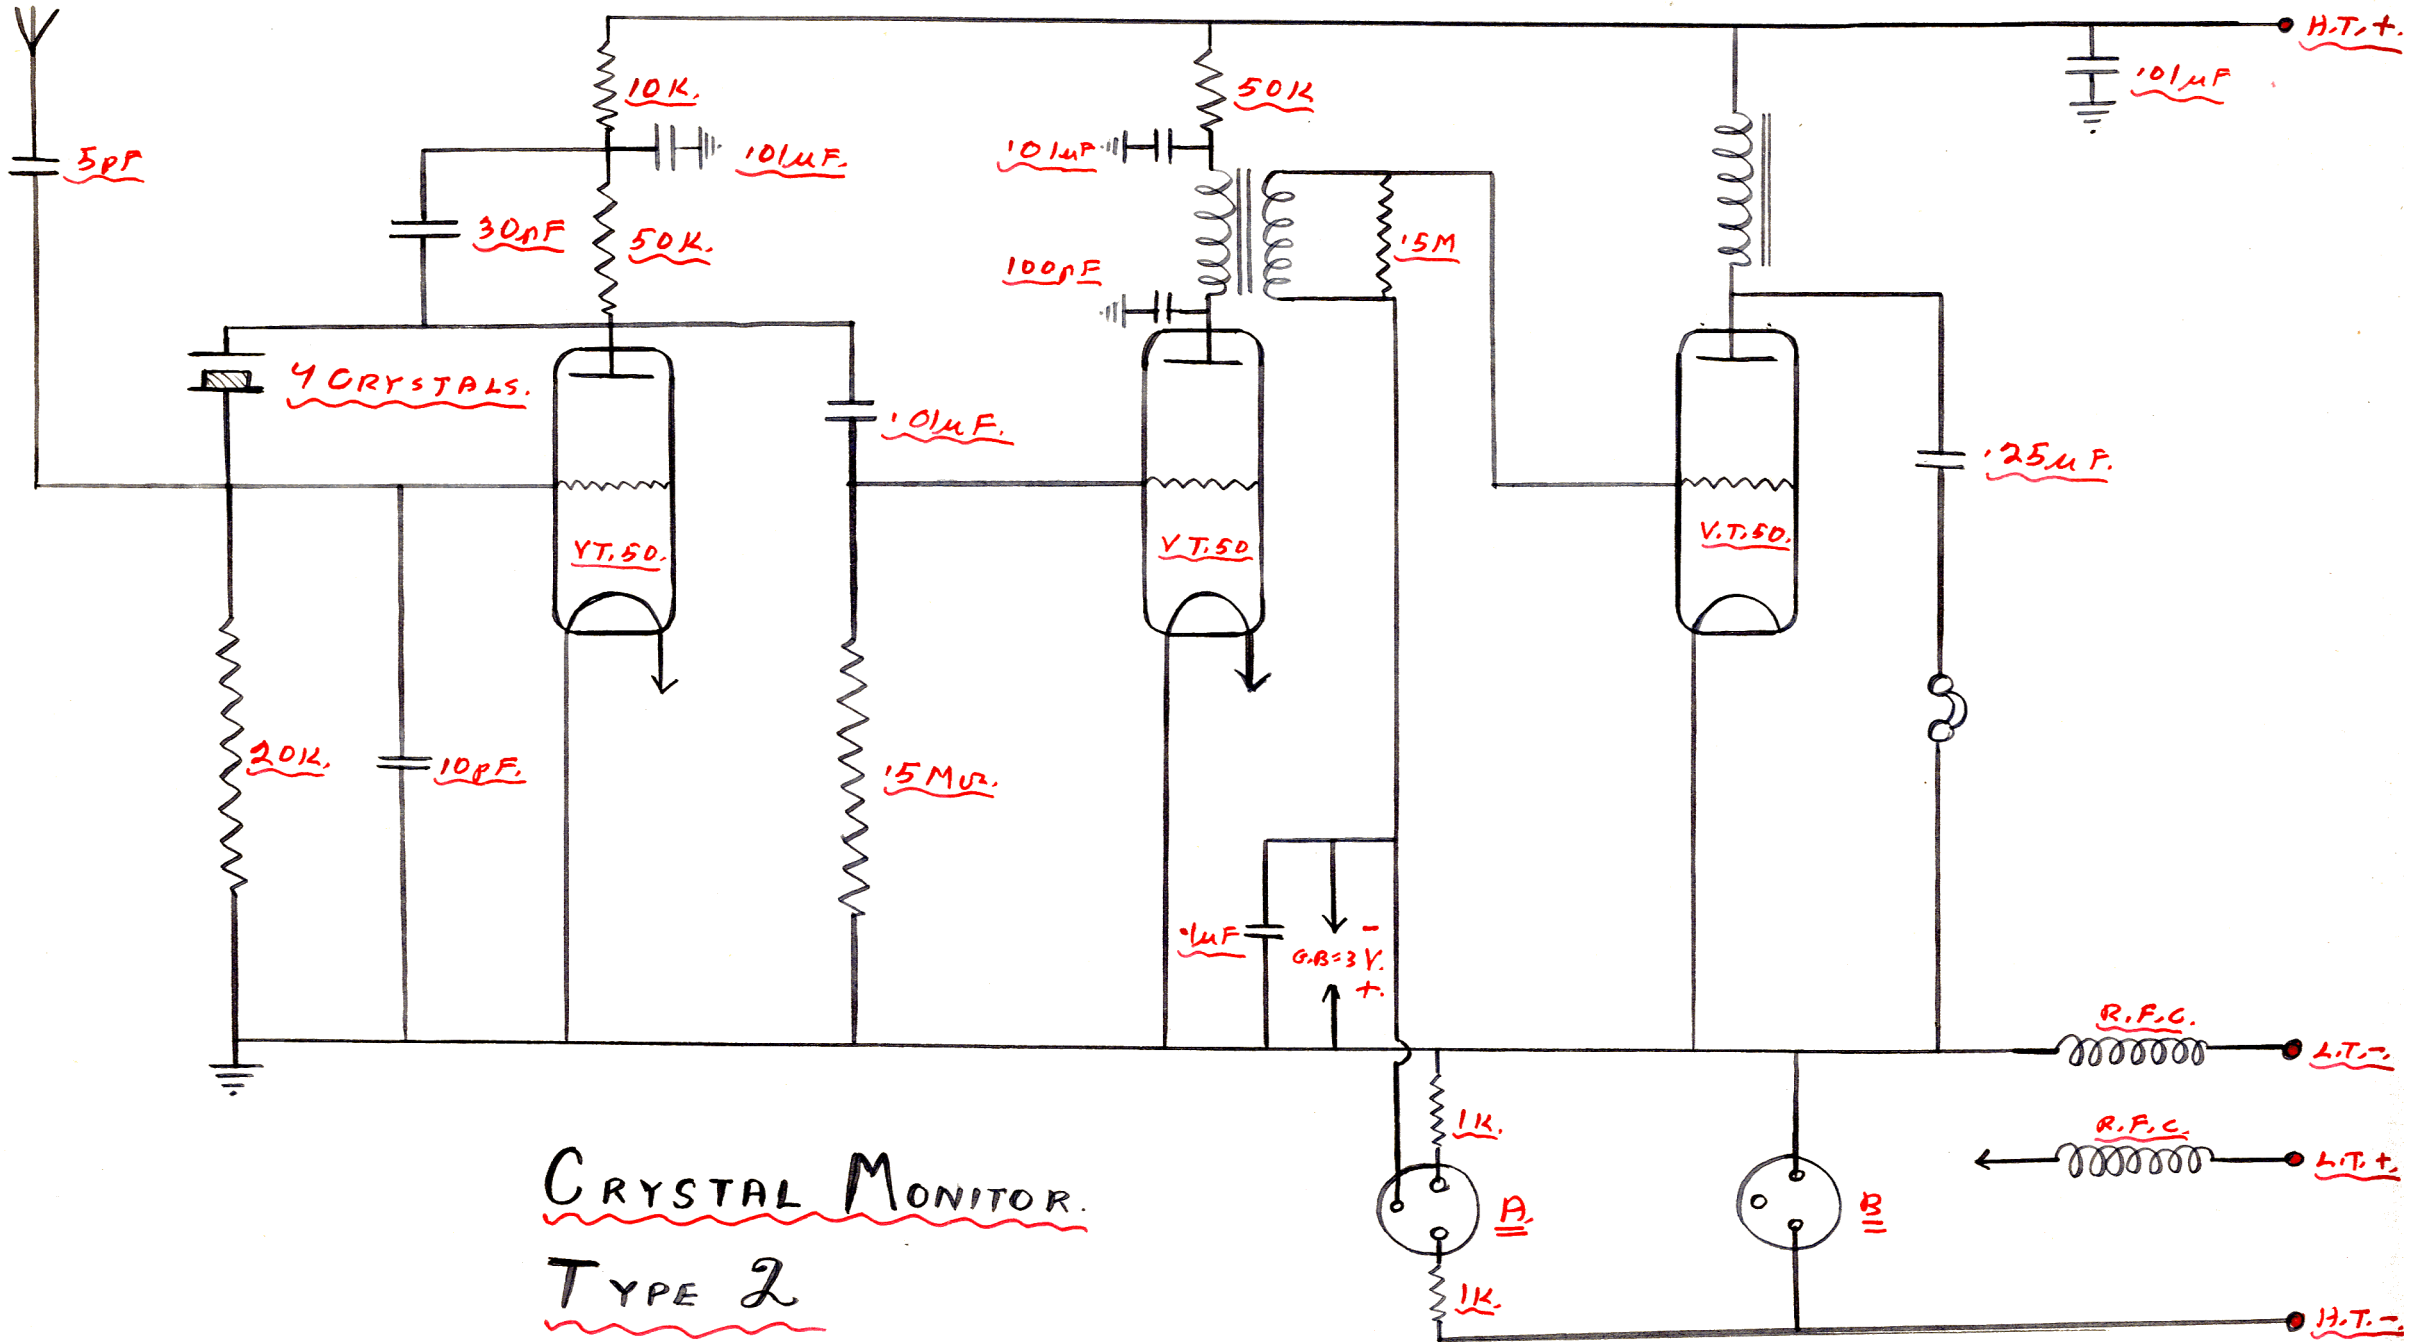 H.T.+.
.01µF
10K.
50K
5pF
.01µF.
.01µF
30pF
50K.
.5M
100pF
4 CRYSTALS.
.01µF.
.25µF.
VT.50.
VT.50
V.T.50.
20K.
10pF.
.5MΩ.
.1µF
-
G.B=3V.
+.
R.F.C.
L.T.-.
1K.
R.F.C.
L.T.+.
CRYSTAL MONITOR.
A.
B
TYPE 2
1K.
H.T.-.